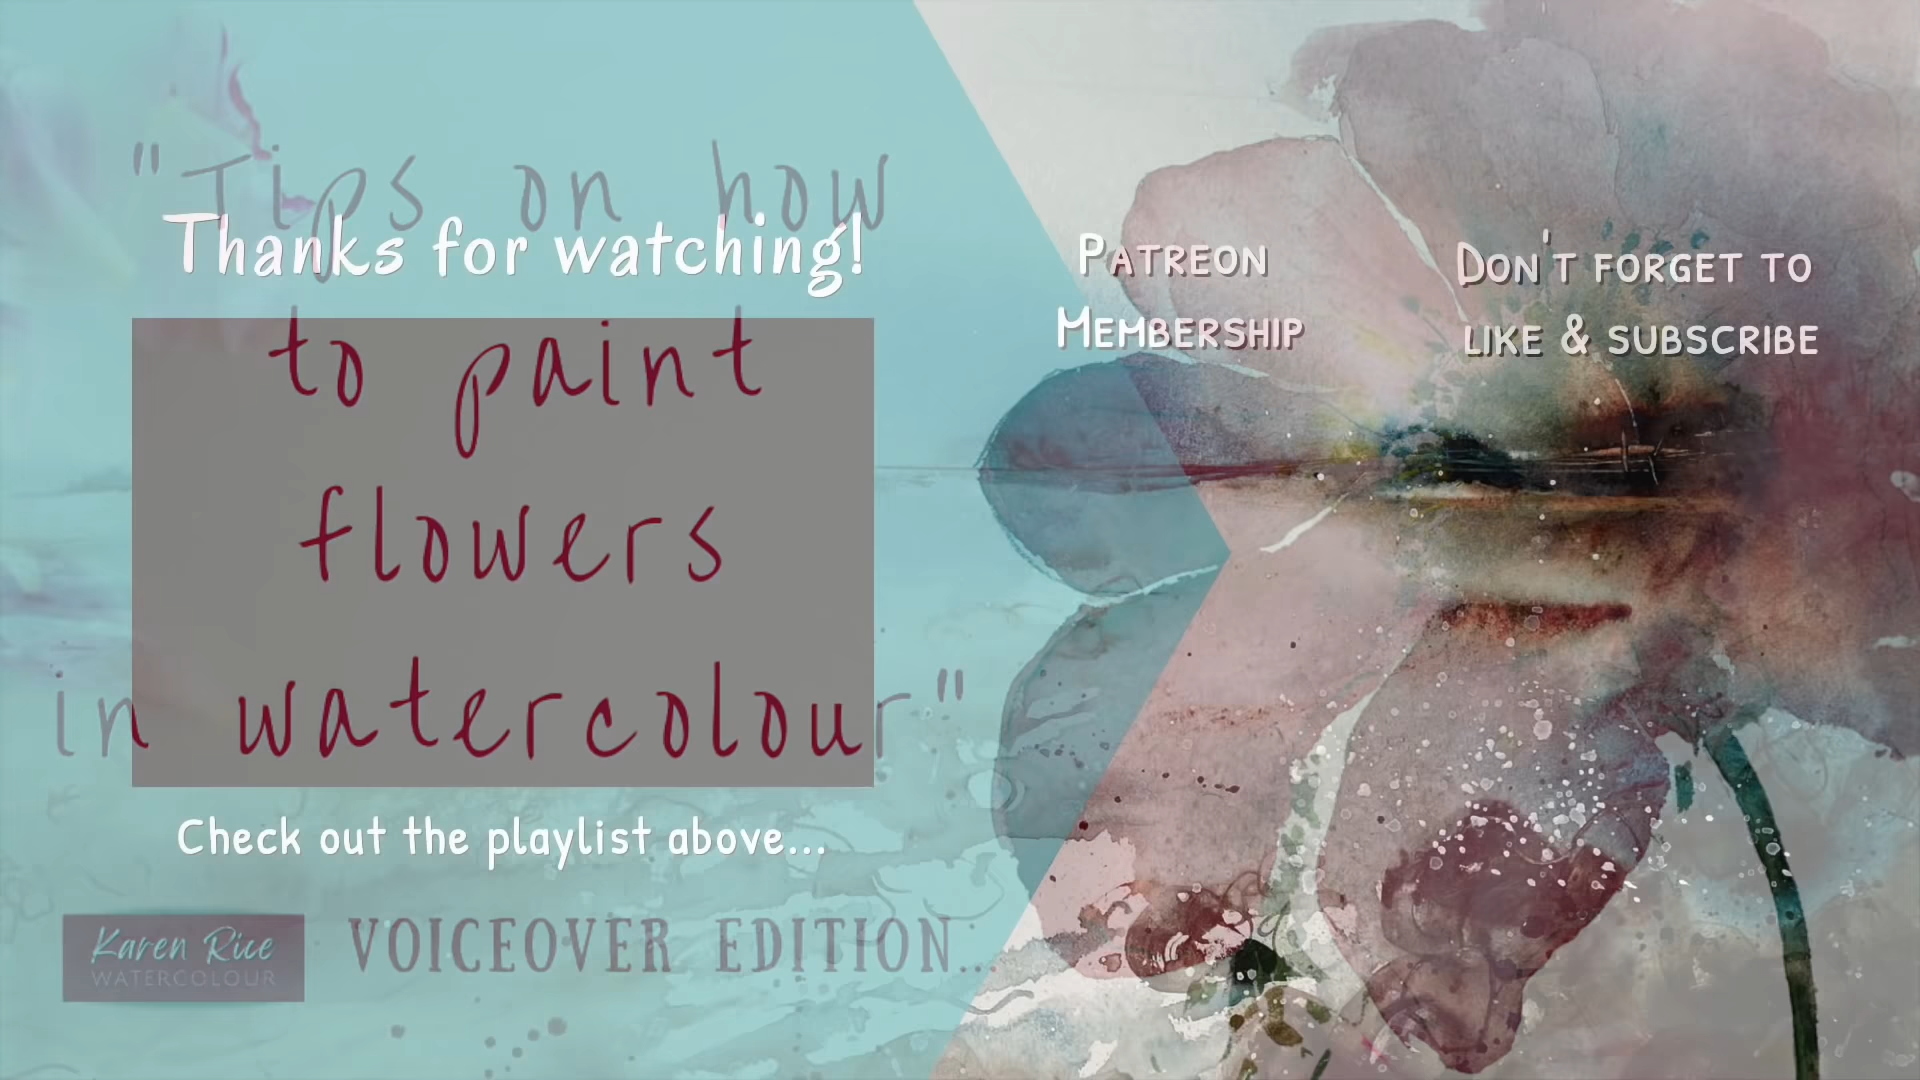 "Tips on how
Thanks for watching!
to paint
flowers
in watercolour"
Check out the playlist above...
Karen Rice
WATERCOLOUR
VOICEOVER EDITION...
PATREON
MEMBERSHIP
DON'T FORGET TO
LIKE & SUBSCRIBE